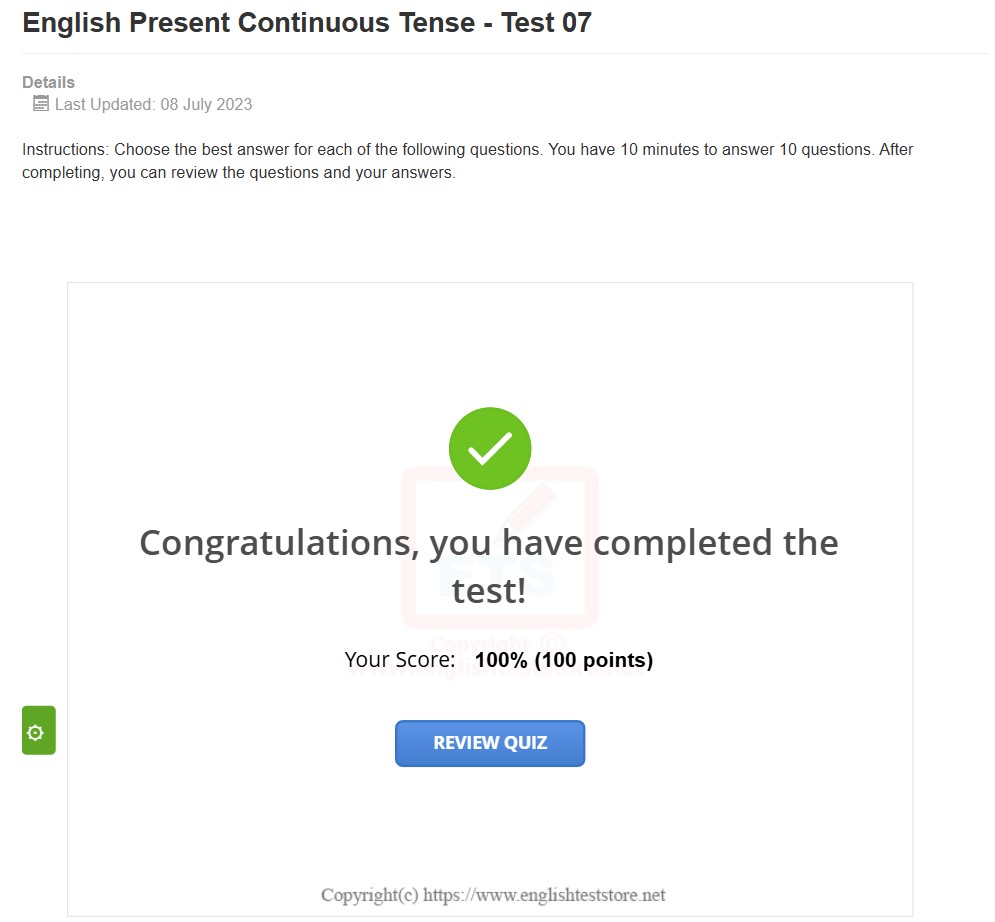 English Present Continuous Tense - Test 07
Details
Last Updated: 08 July 2023
Instructions: Choose the best answer for each of the following questions. You have 10 minutes to answer 10 questions. After
completing, you can review the questions and your answers.
ETS
Congratulations, you have completed the
test!
Copyright ©
Your Score: 100% (100 points)
REVIEW QUIZ
Copyright(c) https://www.englishteststore.net